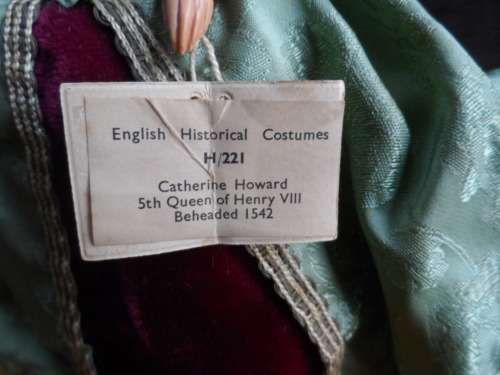 English Historical Costumes
H/221
Catherine Howard
5th Queen of Henry VIII
Beheaded 1542